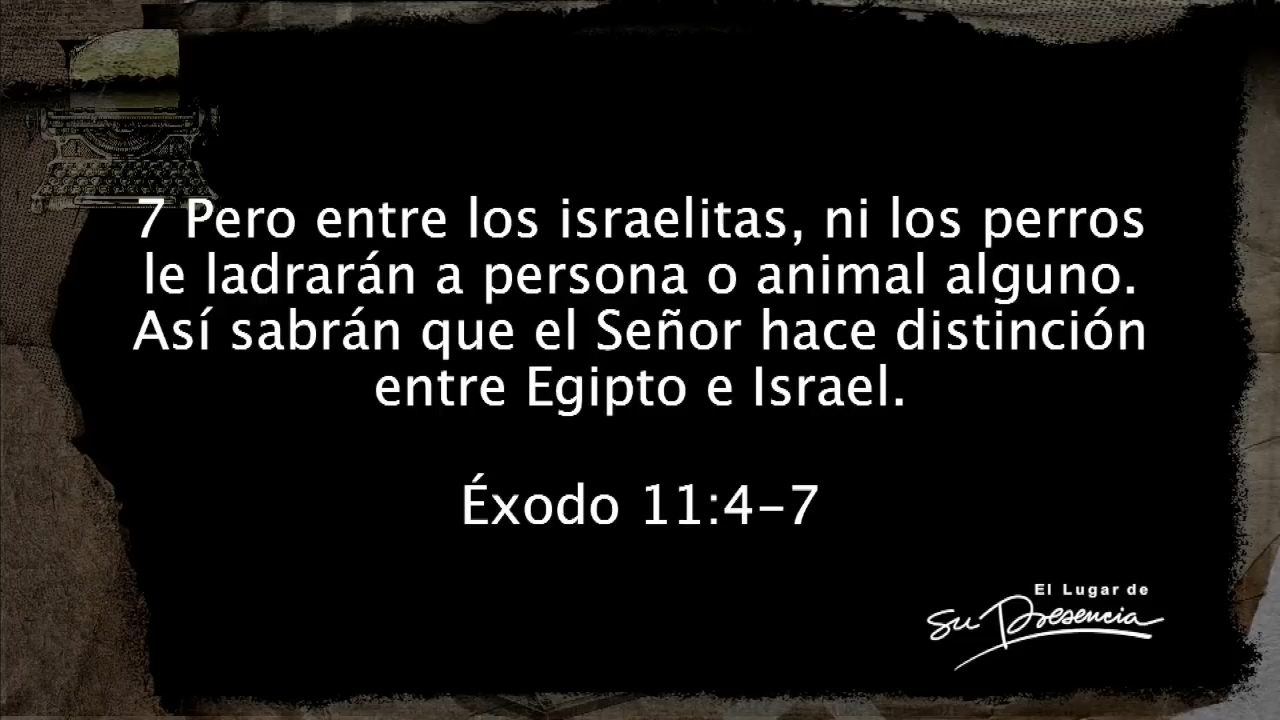 7 Pero entre los israelitas, ni los perros
le ladrarán a persona o animal alguno.
Así sabrán que el Señor hace distinción
entre Egipto e Israel.
Éxodo 11:4-7
El Lugar de
Su Presencia